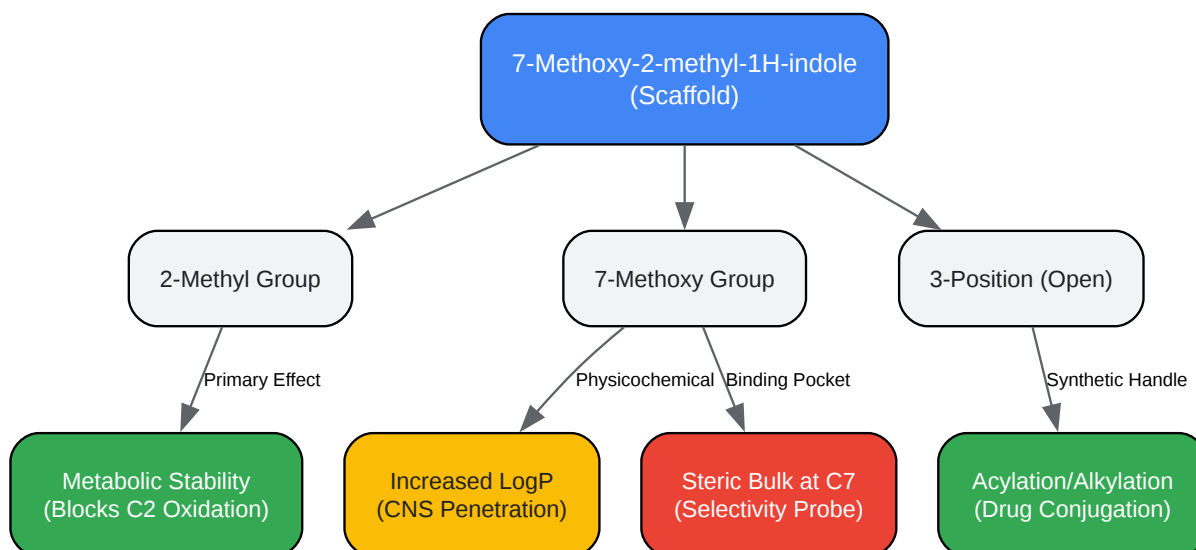 7-Methoxy-2-methyl-1H-indole
(Scaffold)
2-Methyl Group
7-Methoxy Group
3-Position (Open)
Primary Effect
Physicochemical
Binding Pocket
Synthetic Handle
Metabolic Stability
(Blocks C2 Oxidation)
Increased LogP
(CNS Penetration)
Steric Bulk at C7
(Selectivity Probe)
Acylation/Alkylation
(Drug Conjugation)